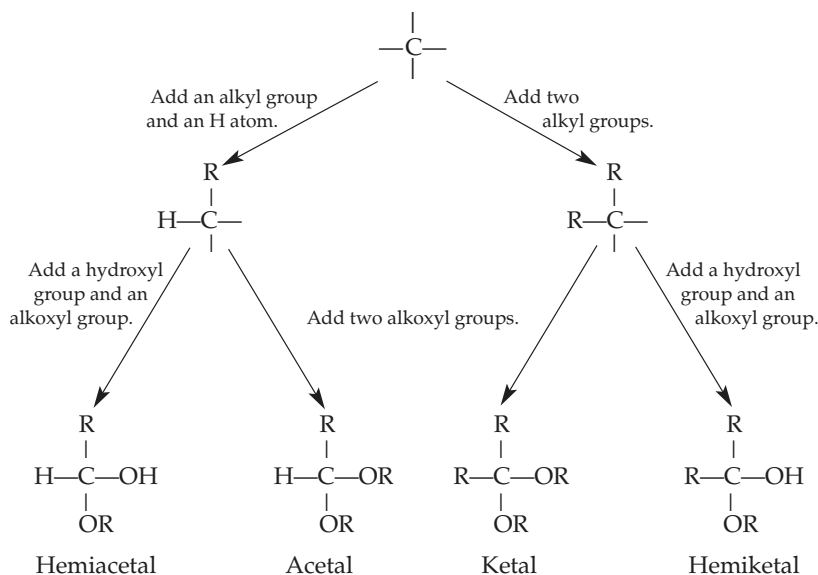 —C—
Add an alkyl group
and an H atom.
Add two
alkyl groups.
R
H—C—
R
R—C—
Add a hydroxyl
group and an
alkoxyl group.
Add two alkoxyl groups.
Add a hydroxyl
group and an
alkoxyl group.
R
H—C—OH
OR
Hemiacetal
R
H—C—OR
OR
Acetal
R
R—C—OR
OR
Ketal
R
R—C—OH
OR
Hemiketal